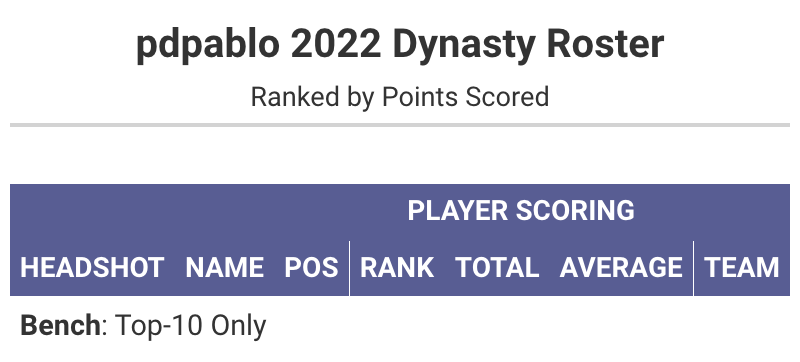 pdpablo 2022 Dynasty Roster
Ranked by Points Scored
PLAYER SCORING
HEADSHOT NAME POS RANK TOTAL AVERAGE TEAM
Bench: Top-10 Only